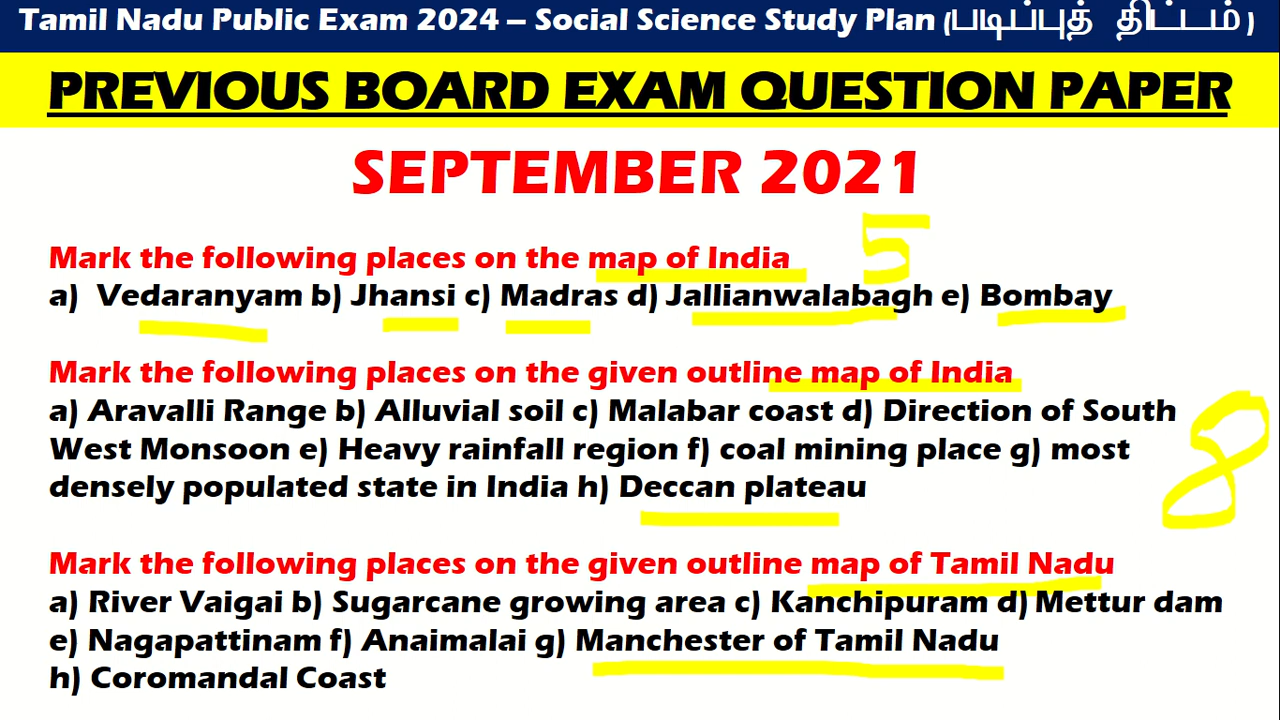 Tamil Nadu Public Exam 2024 – Social Science Study Plan (படிப்புத் திட்டம்)
PREVIOUS BOARD EXAM QUESTION PAPER
SEPTEMBER 2021
5
Mark the following places on the map of India
a) Vedaranyam b) Jhansi c) Madras d) Jallianwalabagh e) Bombay
Mark the following places on the given outline map of India
a) Aravalli Range b) Alluvial soil c) Malabar coast d) Direction of South
West Monsoon e) Heavy rainfall region f) coal mining place g) most
8
densely populated state in India h) Deccan plateau
Mark the following places on the given outline map of Tamil Nadu
a) River Vaigai b) Sugarcane growing area c) Kanchipuram d) Mettur dam
e) Nagapattinam f) Anaimalai g) Manchester of Tamil Nadu
h) Coromandal Coast